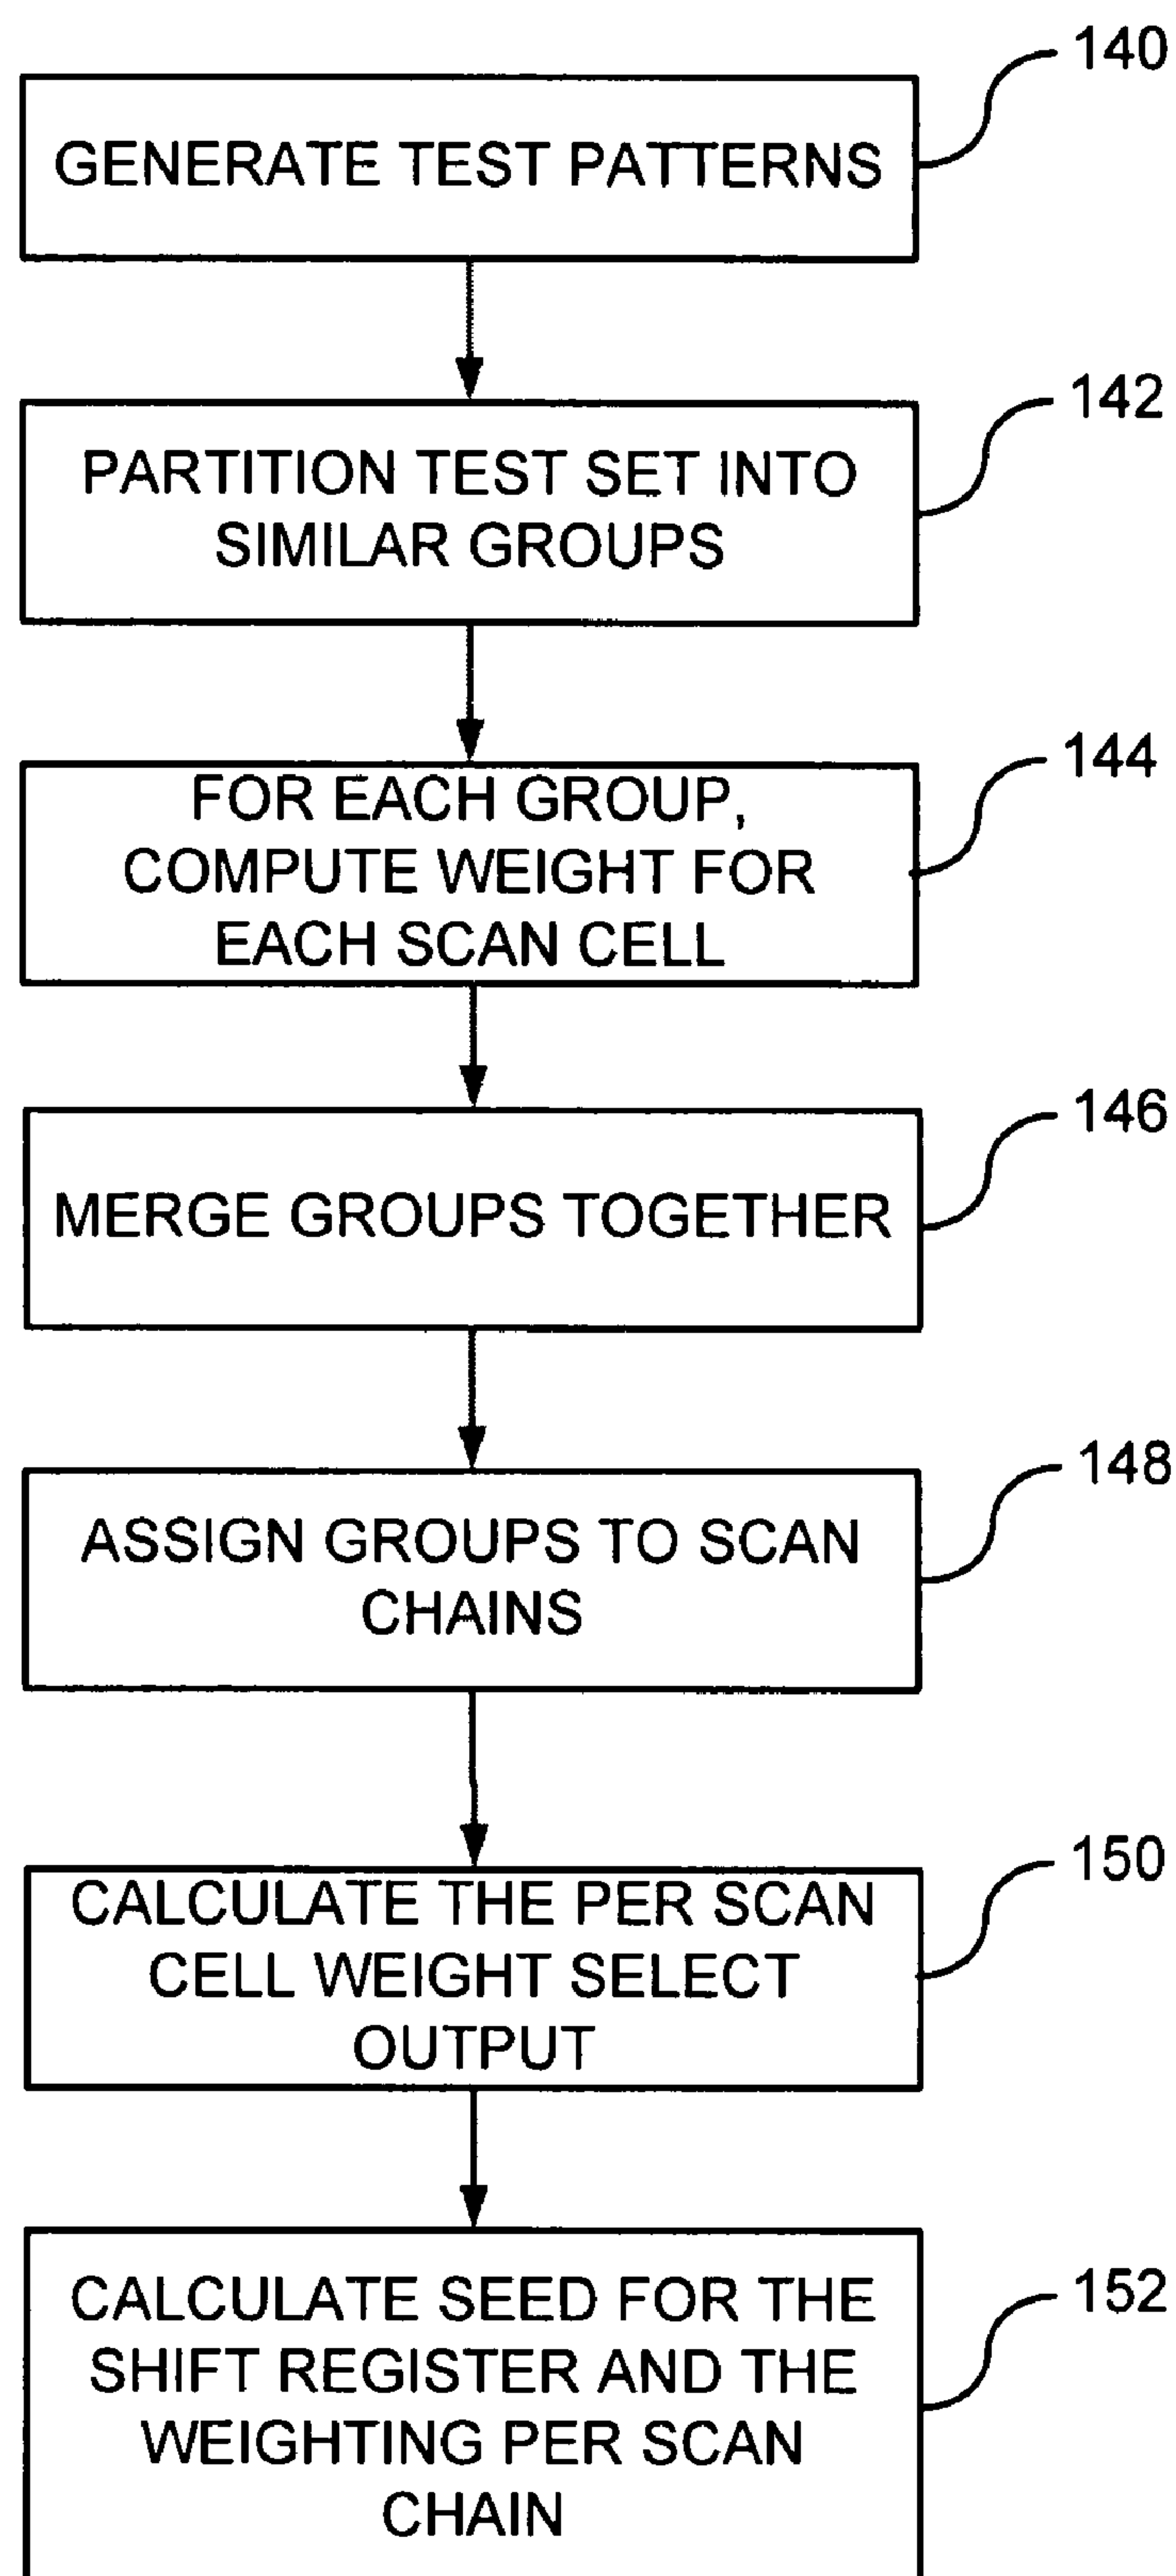 140
GENERATE TEST PATTERNS
142
PARTITION TEST SET INTO
SIMILAR GROUPS
144
FOR EACH GROUP,
COMPUTE WEIGHT FOR
EACH SCAN CELL
146
MERGE GROUPS TOGETHER
148
ASSIGN GROUPS TO SCAN
CHAINS
150
CALCULATE THE PER SCAN
CELL WEIGHT SELECT
OUTPUT
152
CALCULATE SEED FOR THE
SHIFT REGISTER AND THE
WEIGHTING PER SCAN
CHAIN